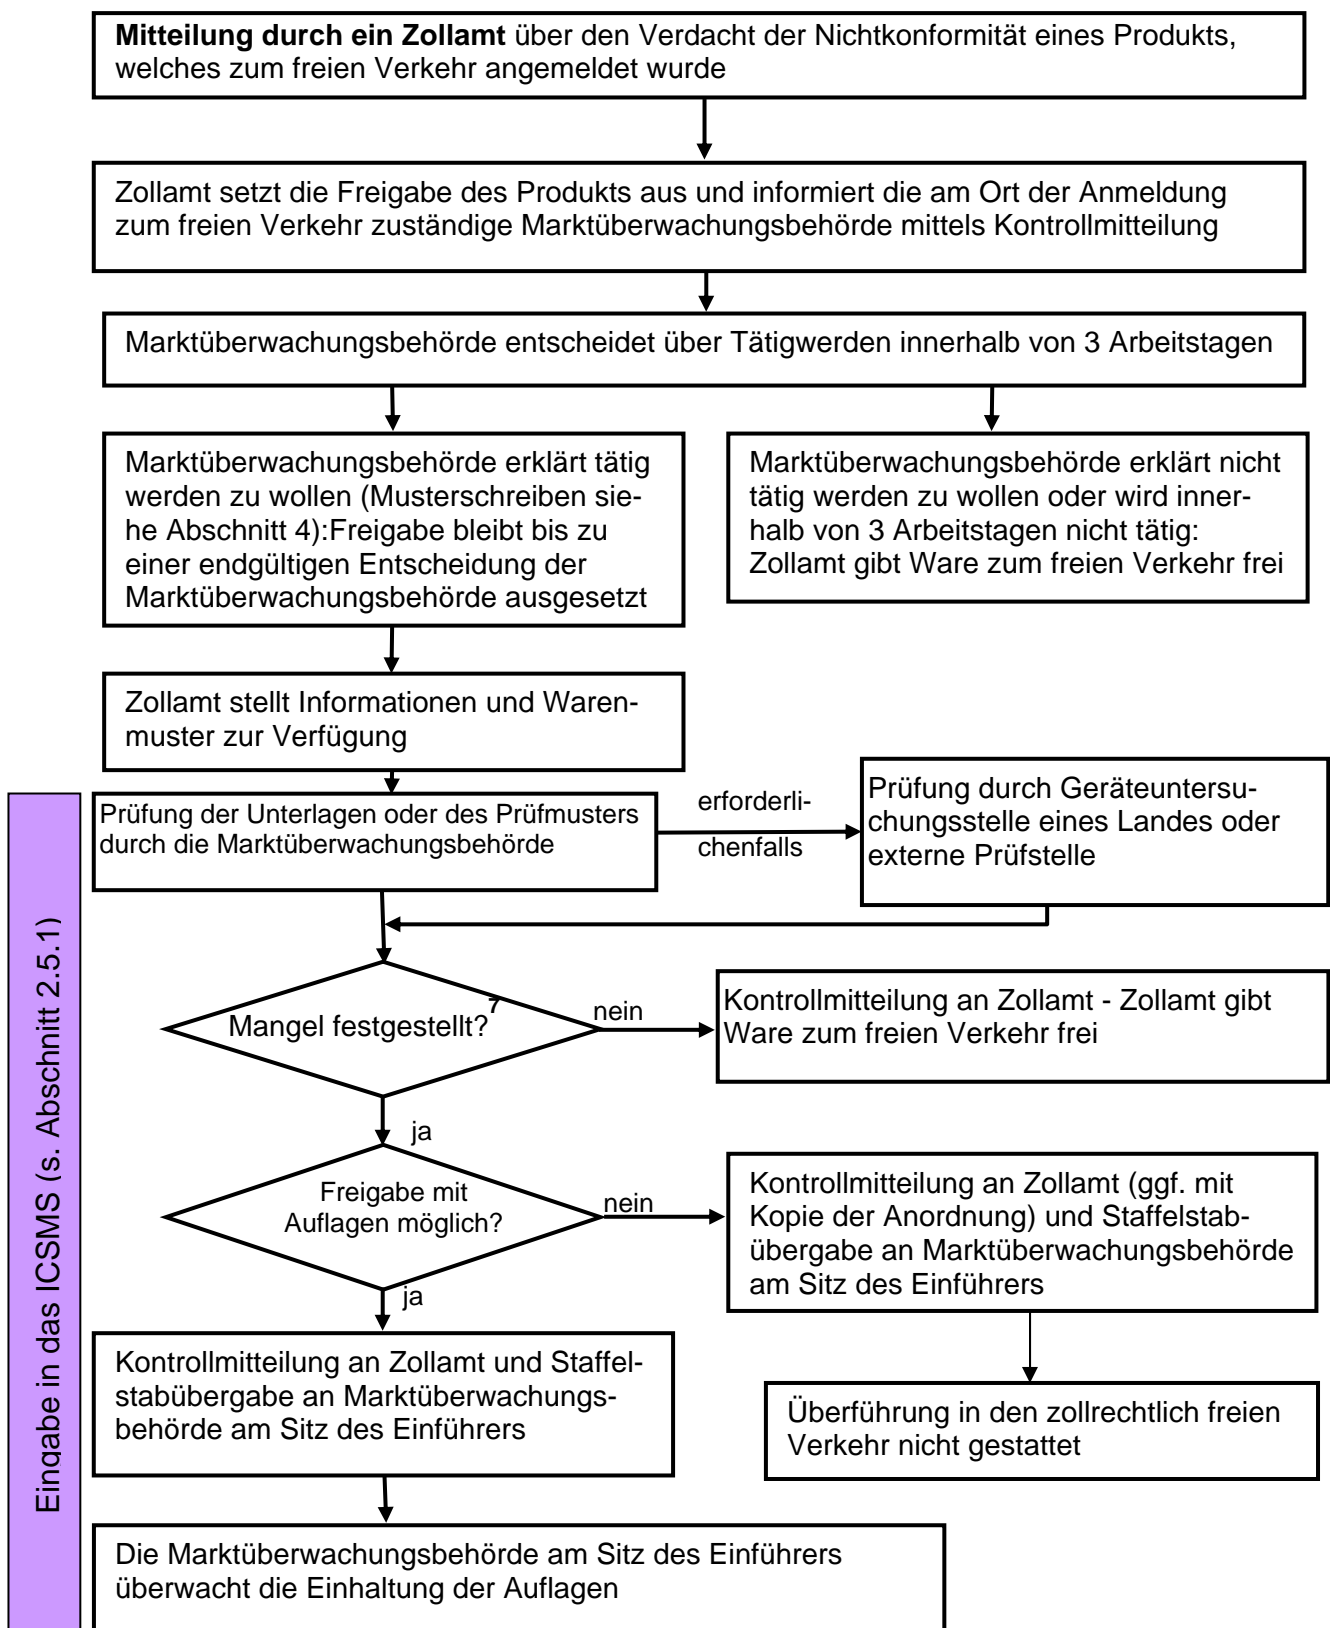 Mitteilung durch ein Zollamt über den Verdacht der Nichtkonformität eines Produkts,
welches zum freien Verkehr angemeldet wurde
Zollamt setzt die Freigabe des Produkts aus und informiert die am Ort der Anmeldung
zum freien Verkehr zuständige Marktüberwachungsbehörde mittels Kontrollmitteilung
Marktüberwachungsbehörde entscheidet über Tätigwerden innerhalb von 3 Arbeitstagen
Marktüberwachungsbehörde erklärt tätig
werden zu wollen (Musterschreiben sie-
he Abschnitt 4):Freigabe bleibt bis zu
einer endgültigen Entscheidung der
Marktüberwachungsbehörde ausgesetzt
Marktüberwachungsbehörde erklärt nicht
tätig werden zu wollen oder wird inner-
halb von 3 Arbeitstagen nicht tätig:
Zollamt gibt Ware zum freien Verkehr frei
Zollamt stellt Informationen und Waren-
muster zur Verfügung
Eingabe in das ICSMS (s. Abschnitt 2.5.1)
Prüfung der Unterlagen oder des Prüfmusters
durch die Marktüberwachungsbehörde
erforderli-
chenfalls
Prüfung durch Geräteuntersu-
chungsstelle eines Landes oder
externe Prüfstelle
Mangel festgestellt?7
nein
Kontrollmitteilung an Zollamt - Zollamt gibt
Ware zum freien Verkehr frei
ja
Freigabe mit
Auflagen möglich?
nein
Kontrollmitteilung an Zollamt (ggf. mit
Kopie der Anordnung) und Staffelstab-
übergabe an Marktüberwachungsbehörde
am Sitz des Einführers
ja
Kontrollmitteilung an Zollamt und Staffel-
stabübergabe an Marktüberwachungs-
behörde am Sitz des Einführers
Überführung in den zollrechtlich freien
Verkehr nicht gestattet
Die Marktüberwachungsbehörde am Sitz des Einführers
überwacht die Einhaltung der Auflagen